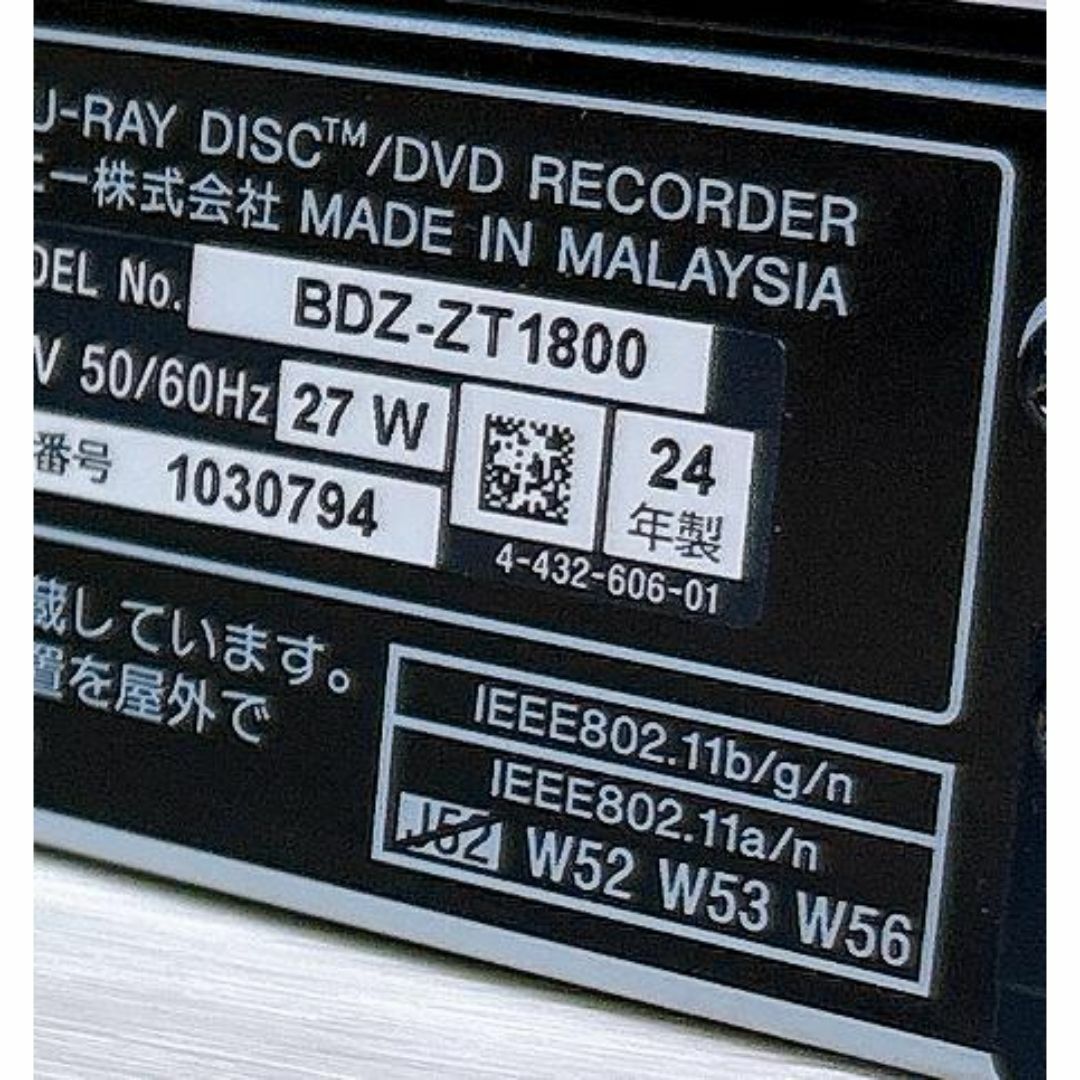 U-RAY DISC™/DVD RECORDER
ニー株式会社 MADE IN MALAYSIA
DEL No. BDZ-ZT1800
V 50/60Hz 27 W
24
年製
番号 1030794
4-432-606-01
蔵しています。
置を屋外で
IEEE802.11b/g/n
IEEE802.11a/n
J52 W52 W53 W56